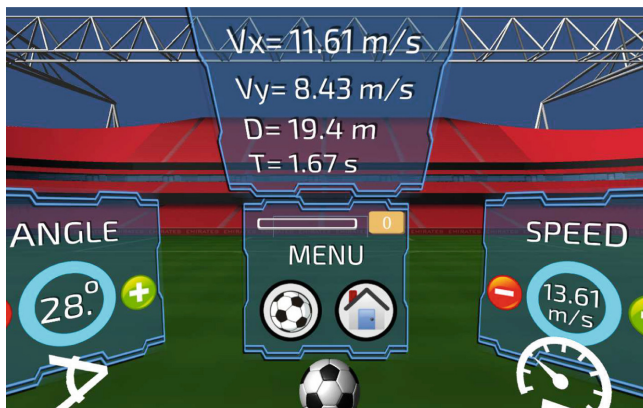 Vx= 11.61 m/s
Vy= 8.43 m/s
D= 19.4 m
T= 1.67 s
ANGLE
28.º
0
MENU
SPEED
13.61
m/s